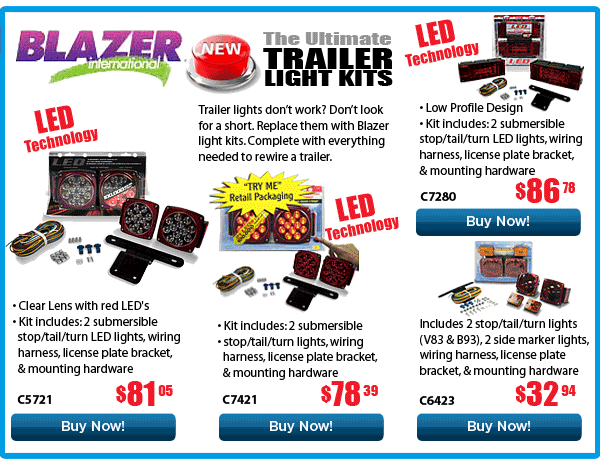 BLAZER
international
NEW
The Ultimate
TRAILER
LIGHT KITS
Trailer lights don’t work? Don’t look
for a short. Replace them with Blazer
light kits. Complete with everything
needed to rewire a trailer.
LED
Technology
LED
• Clear Lens with red LED's
• Kit includes: 2 submersible
stop/tail/turn LED lights, wiring
harness, license plate bracket,
& mounting hardware
C5721
$81 05
Buy Now!
"TRY ME"
Retail Packaging
LED
Technology
• Kit includes: 2 submersible
• stop/tail/turn lights, wiring
harness, license plate bracket,
& mounting hardware
C7421
$78 39
Buy Now!
LED
Technology
LED
• Low Profile Design
• Kit includes: 2 submersible
stop/tail/turn LED lights, wiring
harness, license plate bracket,
& mounting hardware
C7280
$86 78
Buy Now!
Includes 2 stop/tail/turn lights
(V83 & B93), 2 side marker lights,
wiring harness, license plate
bracket, & mounting hardware
C6423
$32 94
Buy Now!